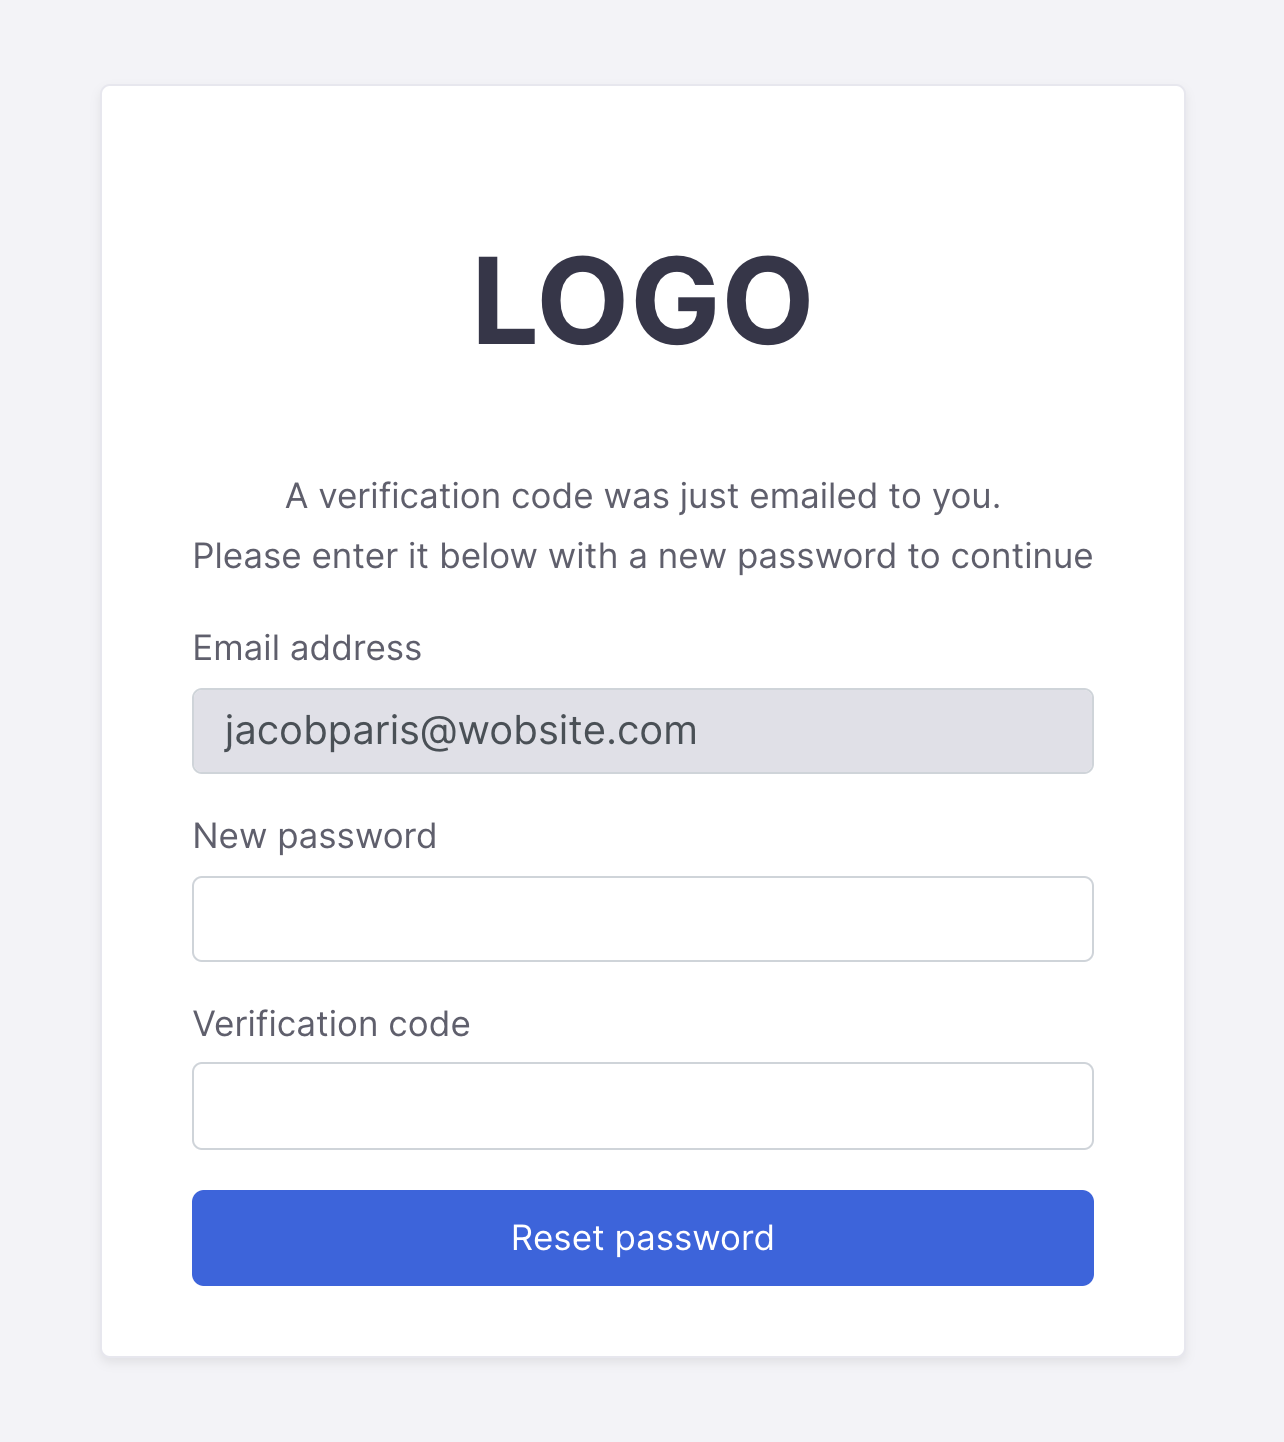 LOGO
A verification code was just emailed to you.
Please enter it below with a new password to continue
Email address
jacobparis@wobsite.com
New password
Verification code
Reset password